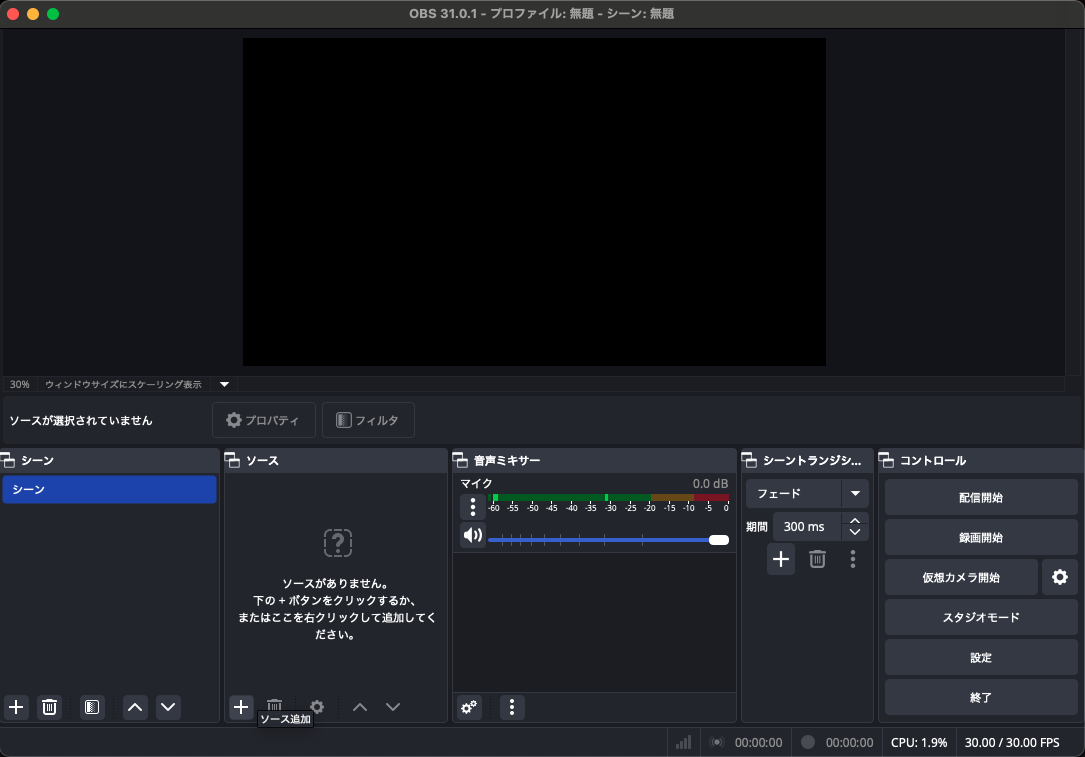 OBS 31.0.1 - プロファイル: 無題 - シーン: 無題
30% ウィンドウサイズにスケーリング表示
ソースが選択されていません プロパティ フィルタ
シーン
シーン
ソース
?
ソースがありません。
下の + ボタンをクリックするか、
またはここを右クリックして追加してく
ださい。
ソース追加
音声ミキサー
マイク 0.0 dB
-60 -55 -50 -45 -40 -35 -30 -25 -20 -15 -10 -5 0
シーントランジシ...
フェード
期間 300 ms
コントロール
配信開始
録画開始
仮想カメラ開始
スタジオモード
設定
終了
00:00:00 00:00:00 CPU: 1.9% 30.00 / 30.00 FPS